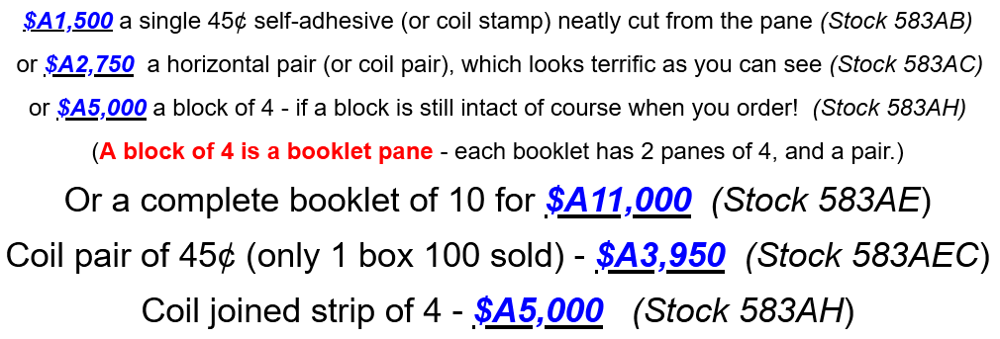 $A1,500 a single 45¢ self-adhesive (or coil stamp) neatly cut from the pane (Stock 583AB)
or $A2,750 a horizontal pair (or coil pair), which looks terrific as you can see (Stock 583AC)
or $A5,000 a block of 4 - if a block is still intact of course when you order! (Stock 583AH)
(A block of 4 is a booklet pane - each booklet has 2 panes of 4, and a pair.)
Or a complete booklet of 10 for $A11,000 (Stock 583AE)
Coil pair of 45¢ (only 1 box 100 sold) - $A3,950 (Stock 583AEC)
Coil joined strip of 4 - $A5,000 (Stock 583AH)